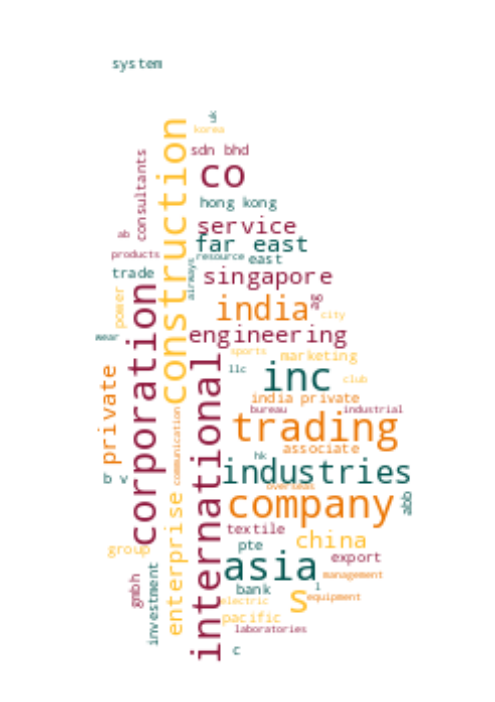 system
uk
korea
construction
sdn bhd
consultants
co
hong kong
service
ab
far east
products
resource
east
airways
trade
singapore
corporation
power
ag
india
city
wear
engineering
sports
marketing
international
llc
inc
club
private
india private
bureau
industrial
communication
trading
associate
hk
b v
industries
overseas
enterprise
company
abb
textile
china
group
pte
export
gmbh
investment
asia
management
bank
l
s
equipment
electric
pacific
laboratories
c